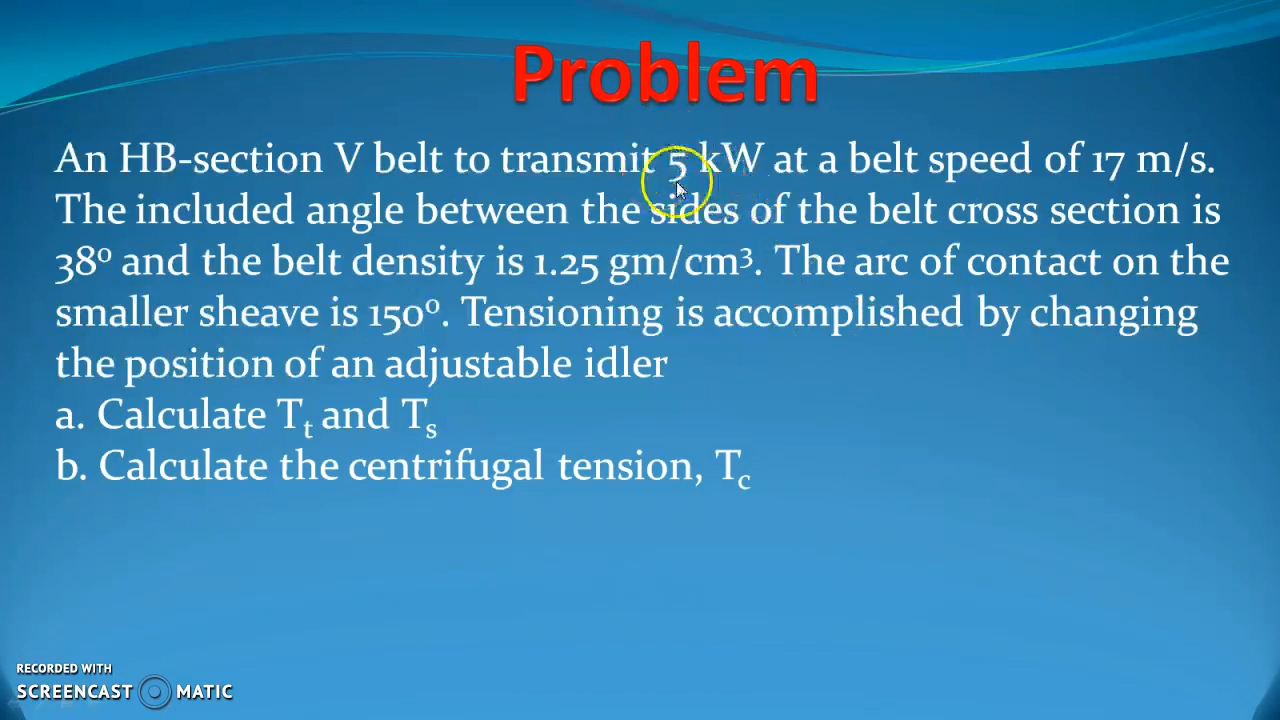 Problem
An HB-section V belt to transmit 5 kW at a belt speed of 17 m/s.
The included angle between the sides of the belt cross section is
38⁰ and the belt density is 1.25 gm/cm³. The arc of contact on the
smaller sheave is 150⁰. Tensioning is accomplished by changing
the position of an adjustable idler
a. Calculate Tₜ and Tₛ
b. Calculate the centrifugal tension, T_c
RECORDED WITH
SCREENCAST MATIC